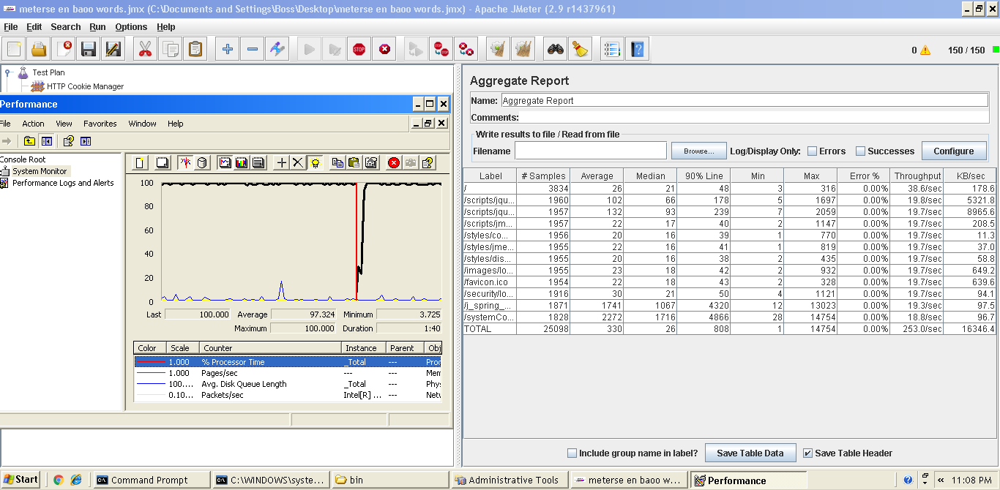 meterse en baoo words.jmx (C:\Documents and Settings\Boss\Desktop\meterse en baoo words.jmx) - Apache JMeter (2.9 r1437961)
File Edit Search Run Options Help
0 150 / 150
Test Plan
HTTP Cookie Manager
Performance
File Action View Favorites Window Help
Console Root
System Monitor
Performance Logs and Alerts
100
80
60
40
20
0
Last 100.000 Average 97.324 Minimum 3.725
Maximum 100.000 Duration 1:40
Color Scale Counter Instance Parent Obj
1.000 % Processor Time _Total --- Proc
1.000 Pages/sec --- --- Mem
100.... Avg. Disk Queue Length _Total --- Phy:
0.10... Packets/sec Intel[R] ... --- Netv
Aggregate Report
Name: Aggregate Report
Comments:
Write results to file / Read from file
Filename Browse... Log/Display Only: Errors Successes Configure
Label # Samples Average Median 90% Line Min Max Error % Throughput KB/sec
/ 3834 26 21 48 3 316 0.00% 38.6/sec 178.6
/scripts/jqu... 1960 102 66 178 5 1697 0.00% 19.8/sec 5321.8
/scripts/jqu... 1957 132 93 239 7 2059 0.00% 19.7/sec 8965.6
/scripts/jm... 1957 22 17 40 2 1147 0.00% 19.7/sec 208.5
/styles/co... 1956 20 16 39 1 770 0.00% 19.7/sec 11.3
/styles/jme... 1955 22 16 41 1 819 0.00% 19.7/sec 37.0
/styles/dis... 1955 20 16 38 2 435 0.00% 19.7/sec 58.8
/images/lo... 1955 23 18 42 2 932 0.00% 19.7/sec 649.2
/favicon.ico 1954 22 18 43 2 328 0.00% 19.7/sec 639.6
/security/lo... 1916 30 21 50 4 1121 0.00% 19.7/sec 94.1
/j_spring_... 1871 1741 1067 4320 12 13023 0.00% 19.3/sec 97.5
/systemCo... 1828 2272 1716 4866 28 14754 0.00% 18.8/sec 96.7
TOTAL 25098 330 26 808 1 14754 0.00% 253.0/sec 16346.4
Include group name in label? Save Table Data Save Table Header
Start Command Prompt C:\WINDOWS\syste... bin Administrative Tools meterse en baoo w... Performance 11:08 PM